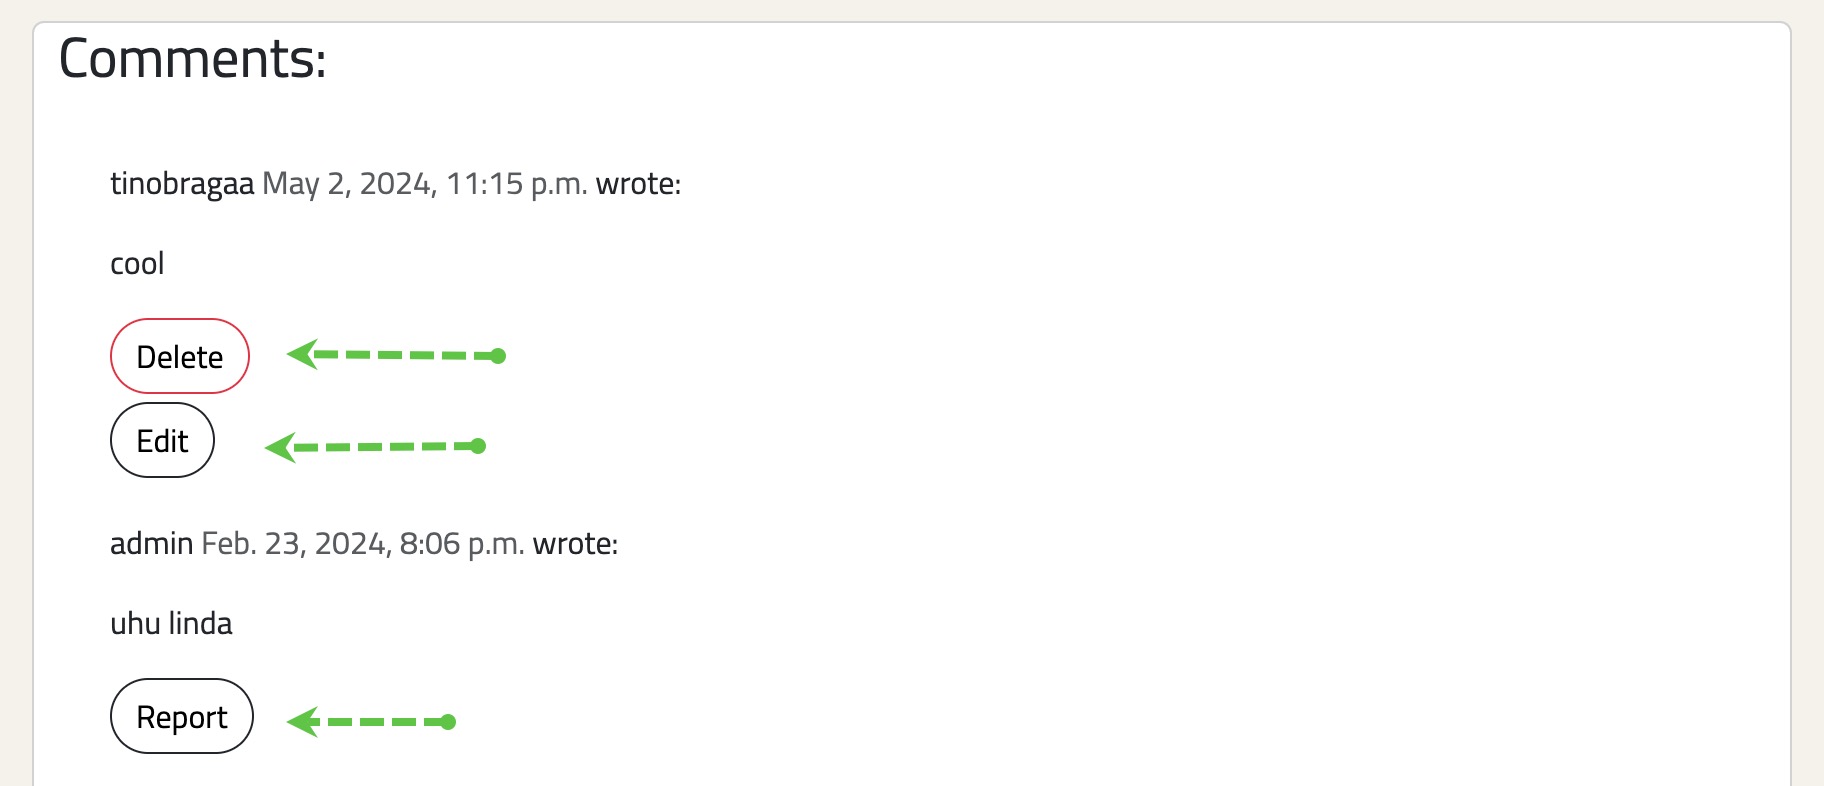 Comments:
tinobragaa May 2, 2024, 11:15 p.m. wrote:
cool
Delete
Edit
admin Feb. 23, 2024, 8:06 p.m. wrote:
uhu linda
Report